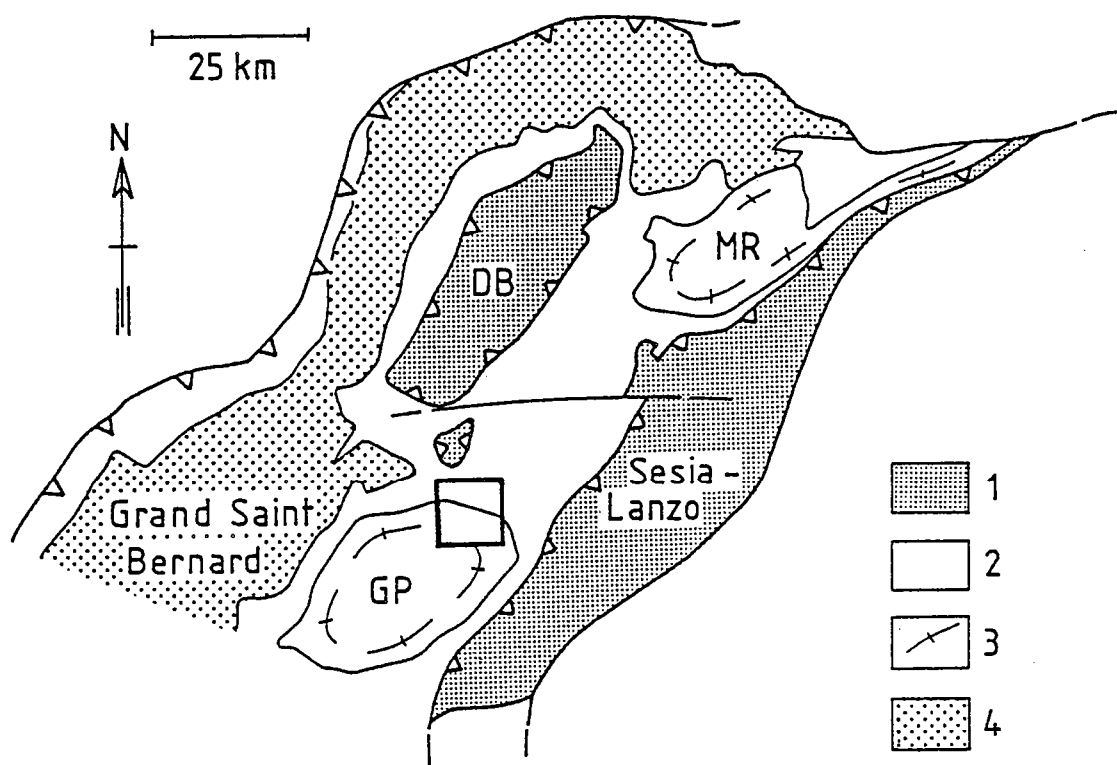 25 km
N
MR
DB
Sesia -
Lanzo
Grand Saint
Bernard
GP
1
2
3
4